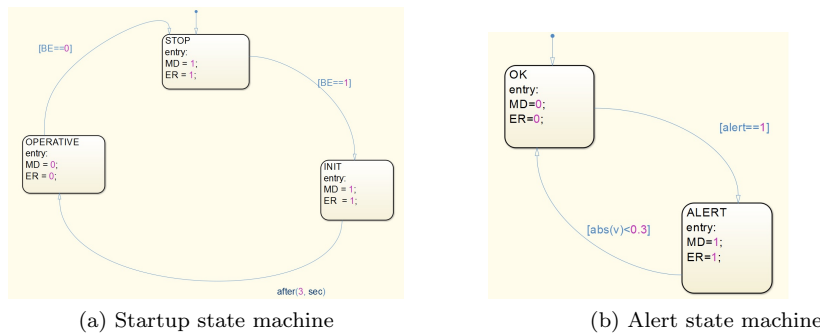 STOP
entry:
MD = 1;
ER = 1;
[BE==0]
[BE==1]
OPERATIVE
entry:
MD = 0;
ER = 0;
INIT
entry:
MD = 1;
ER = 1;
after(3, sec)
(a) Startup state machine
OK
entry:
MD=0;
ER=0;
[alert==1]
[abs(v)<0.3]
ALERT
entry:
MD=1;
ER=1;
(b) Alert state machine